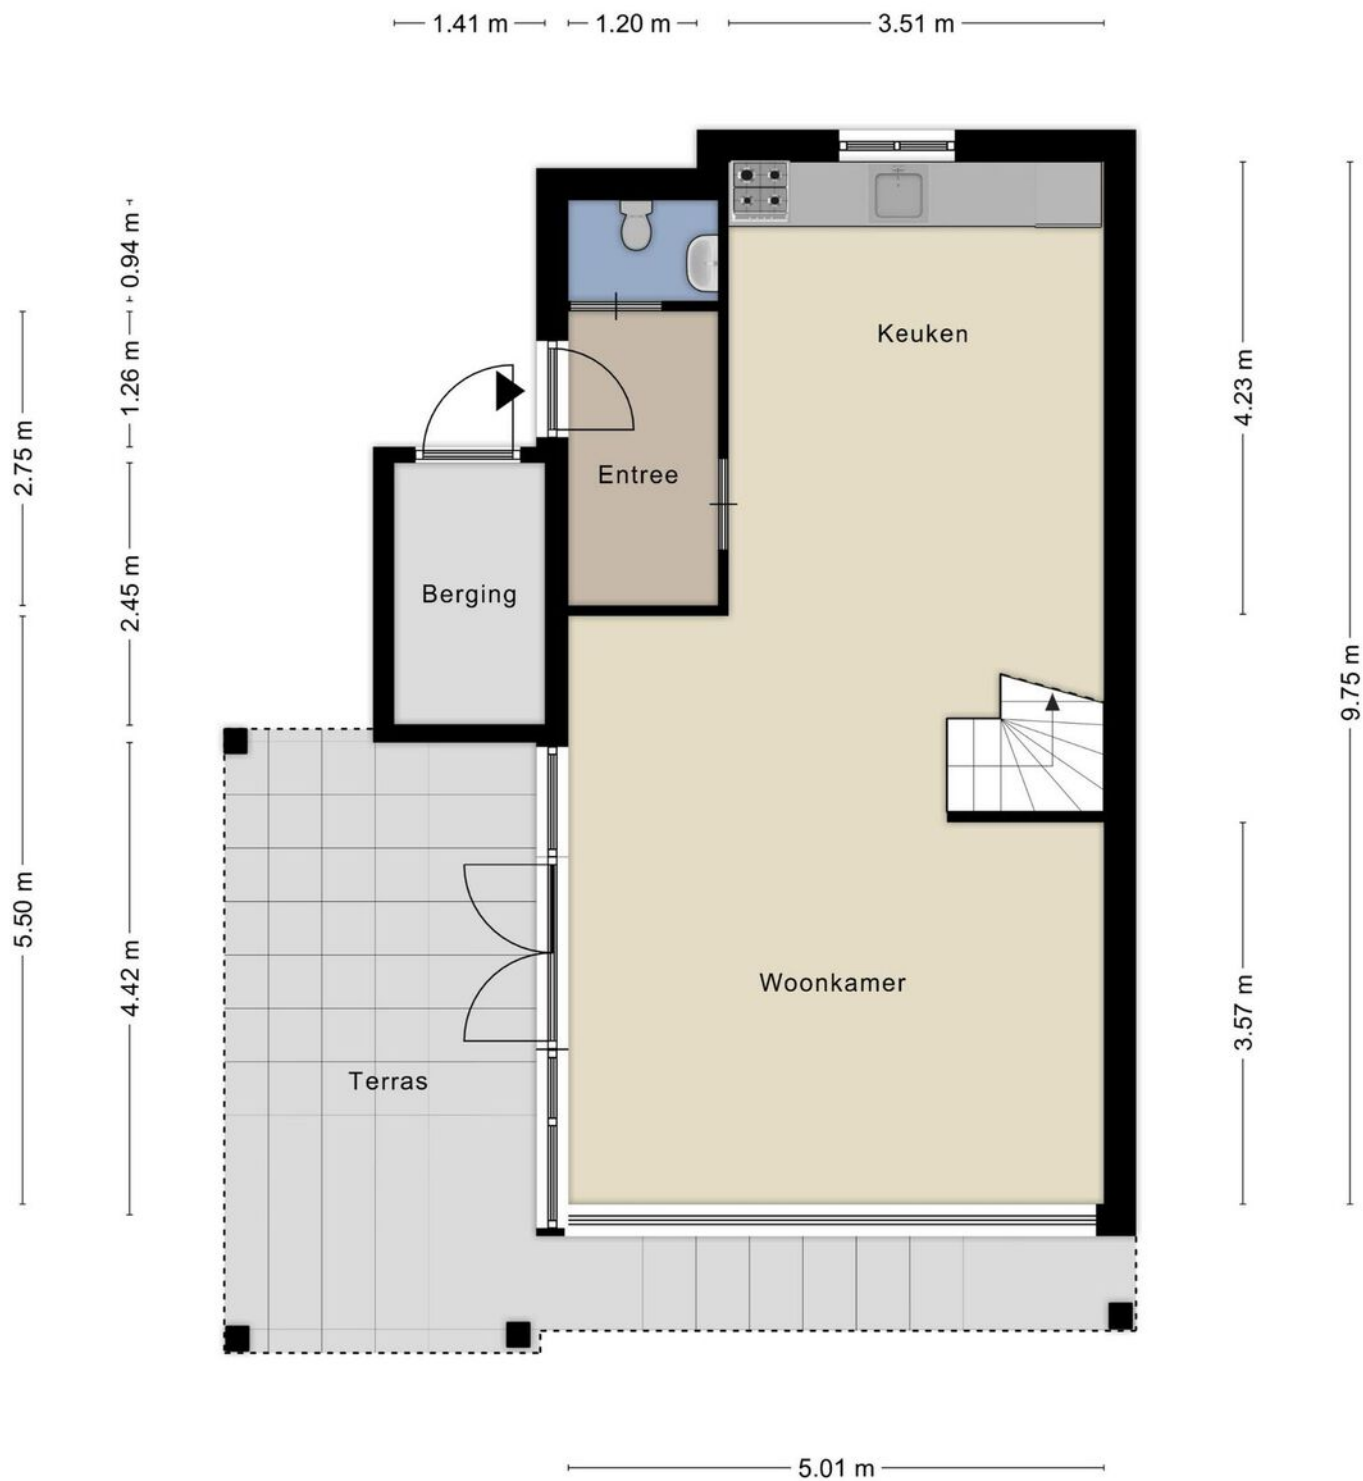 1.41 m
1.20 m
3.51 m
0.94 m
1.26 m
2.75 m
Keuken
4.23 m
Entree
2.45 m
Berging
9.75 m
5.50 m
4.42 m
Woonkamer
3.57 m
Terras
5.01 m